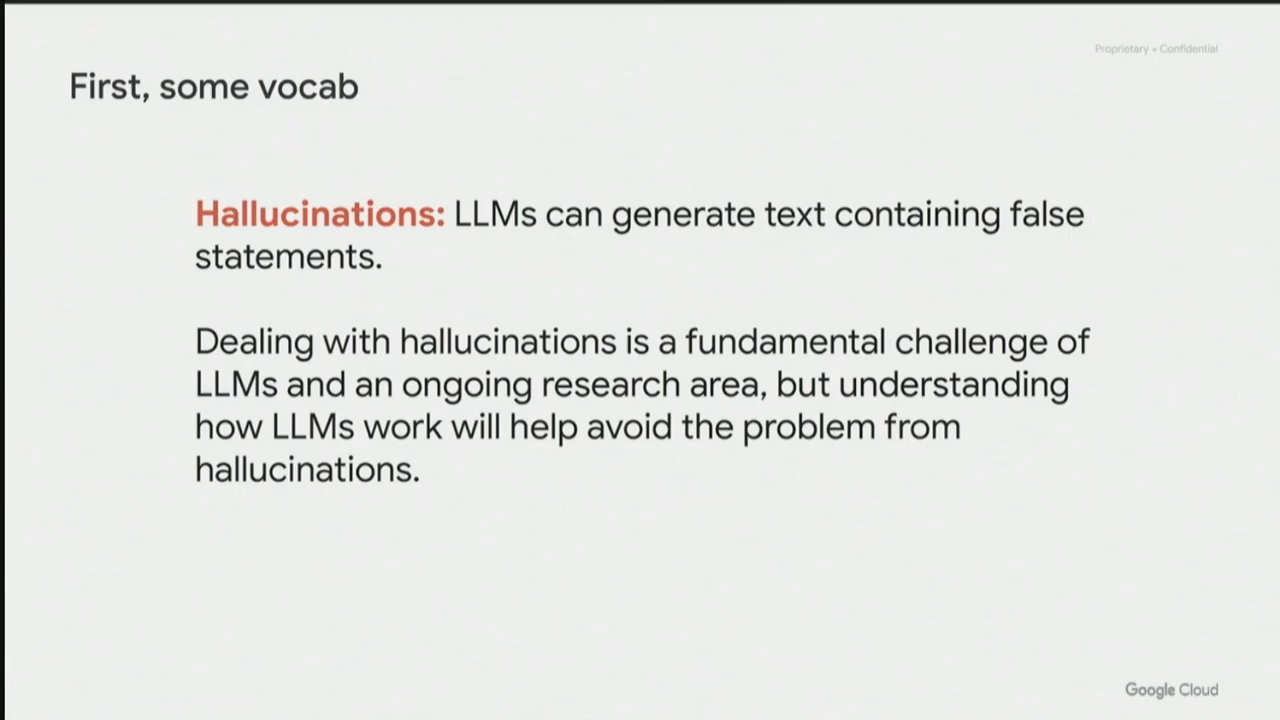 Proprietary + Confidential
First, some vocab
Hallucinations: LLMs can generate text containing false
statements.
Dealing with hallucinations is a fundamental challenge of
LLMs and an ongoing research area, but understanding
how LLMs work will help avoid the problem from
hallucinations.
Google Cloud